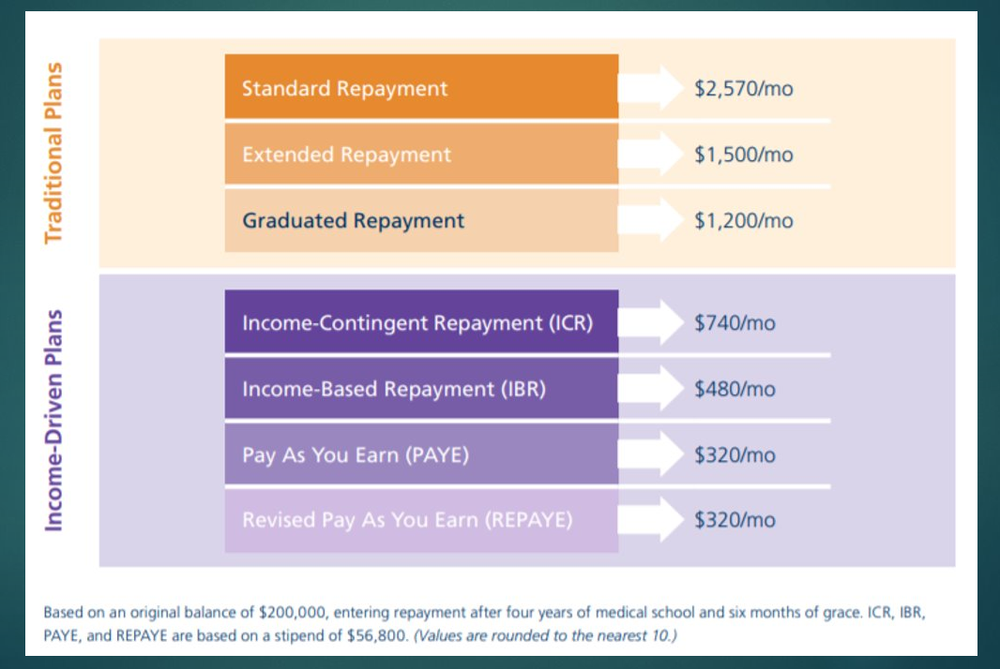 Traditional Plans
Standard Repayment $2,570/mo
Extended Repayment $1,500/mo
Graduated Repayment $1,200/mo
Income-Driven Plans
Income-Contingent Repayment (ICR) $740/mo
Income-Based Repayment (IBR) $480/mo
Pay As You Earn (PAYE) $320/mo
Revised Pay As You Earn (REPAYE) $320/mo
Based on an original balance of $200,000, entering repayment after four years of medical school and six months of grace. ICR, IBR,
PAYE, and REPAYE are based on a stipend of $56,800. (Values are rounded to the nearest 10.)